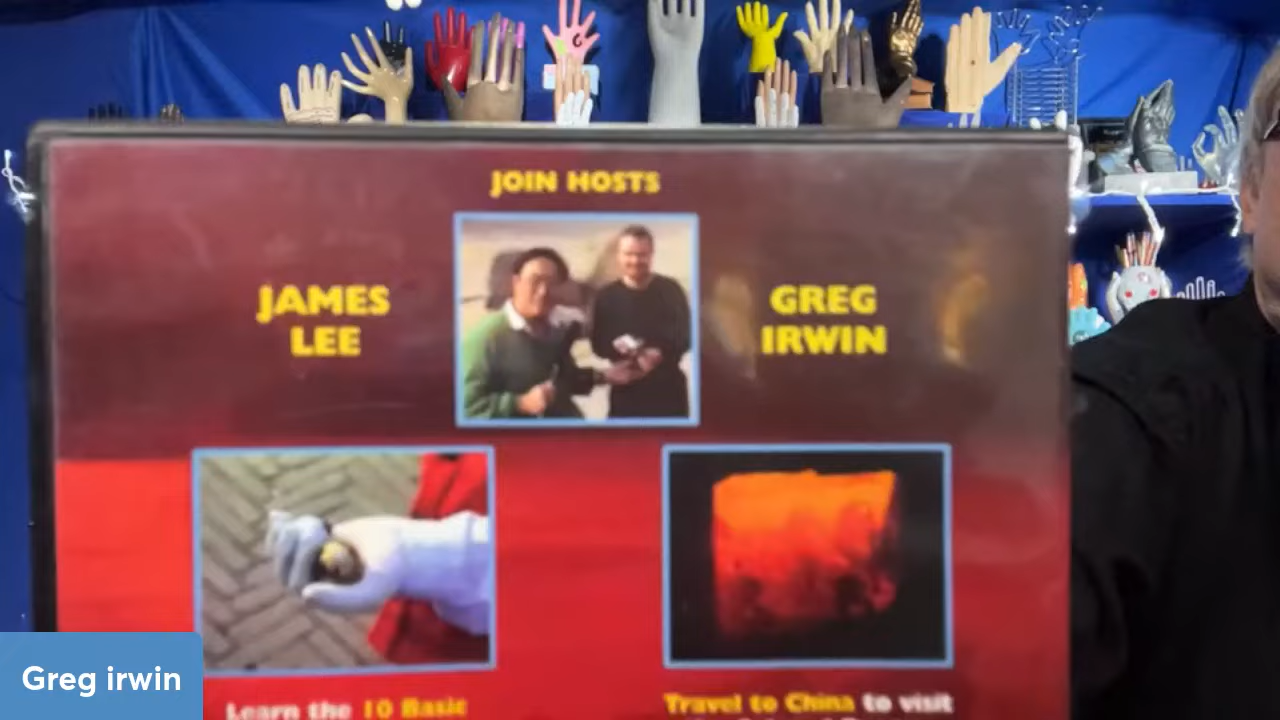 JOIN HOSTS
JAMES
LEE
GREG
IRWIN
Learn the 10 Basic
Travel to China to visit
Greg irwin